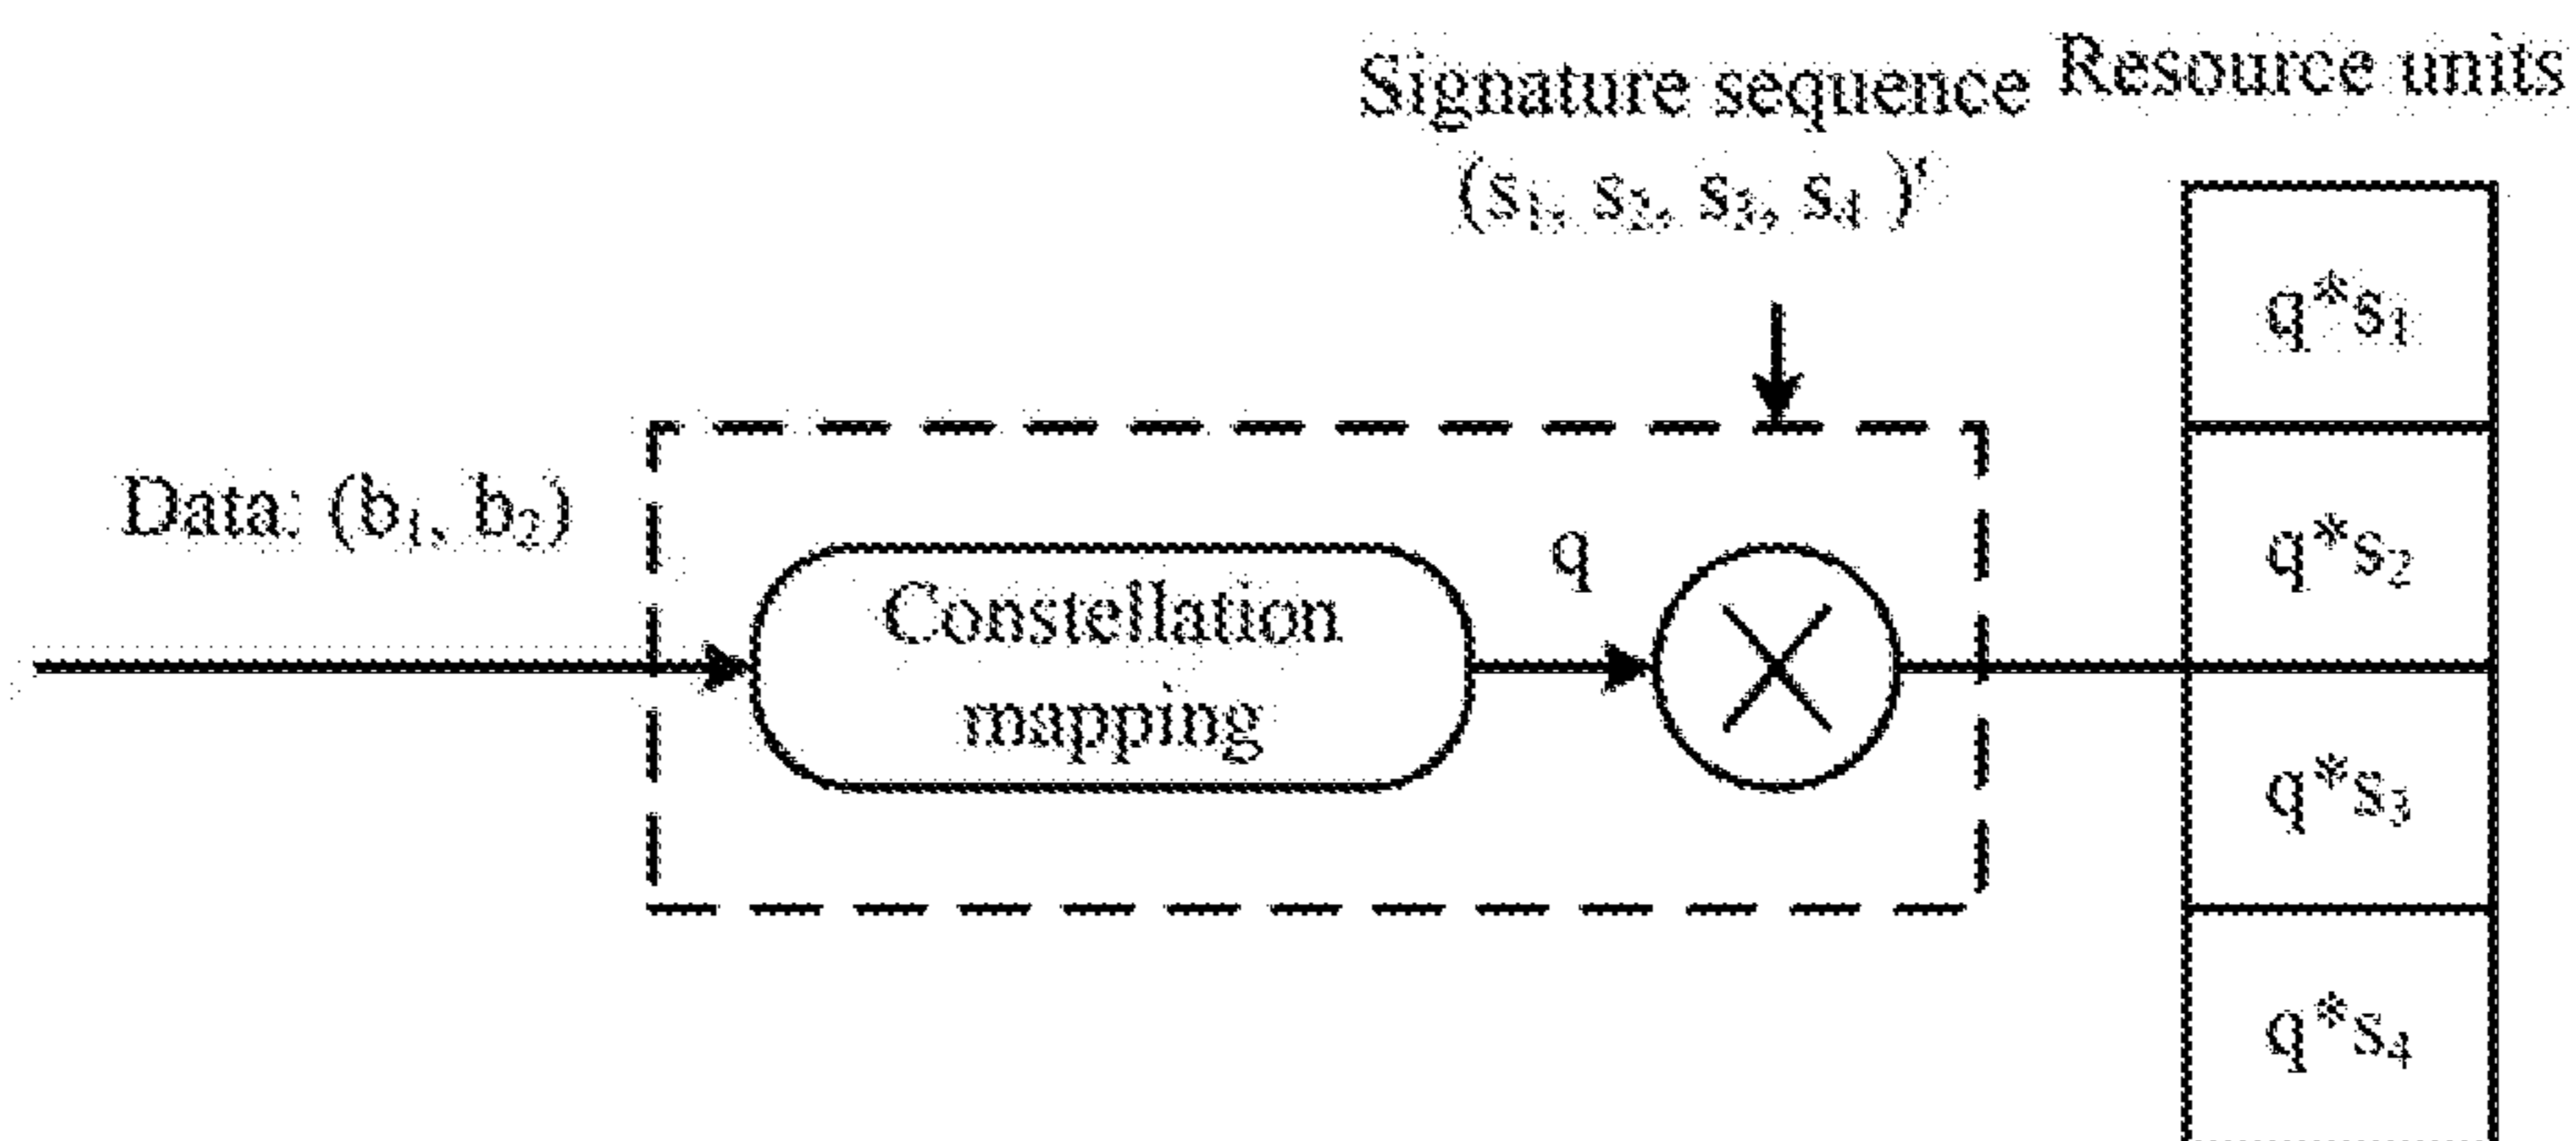 Signature sequence
(s₁, s₂, s₃, s₄ )'
Resource units
Data: (b₁, b₂)
Constellation
mapping
q
q*s₁
q*s₂
q*s₃
q*s₄